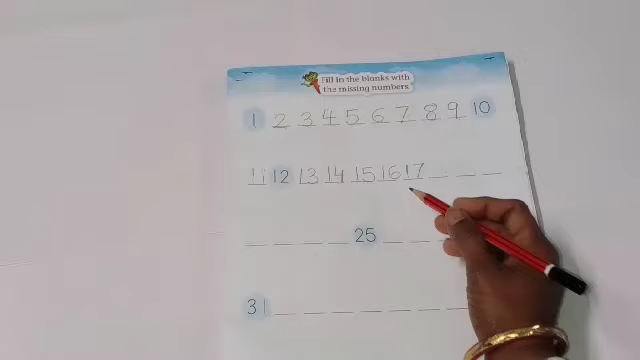 Fill in the blanks with
the missing numbers
1 2 3 4 5 6 7 8 9 10
11 12 13 14 15 16 17
25
31